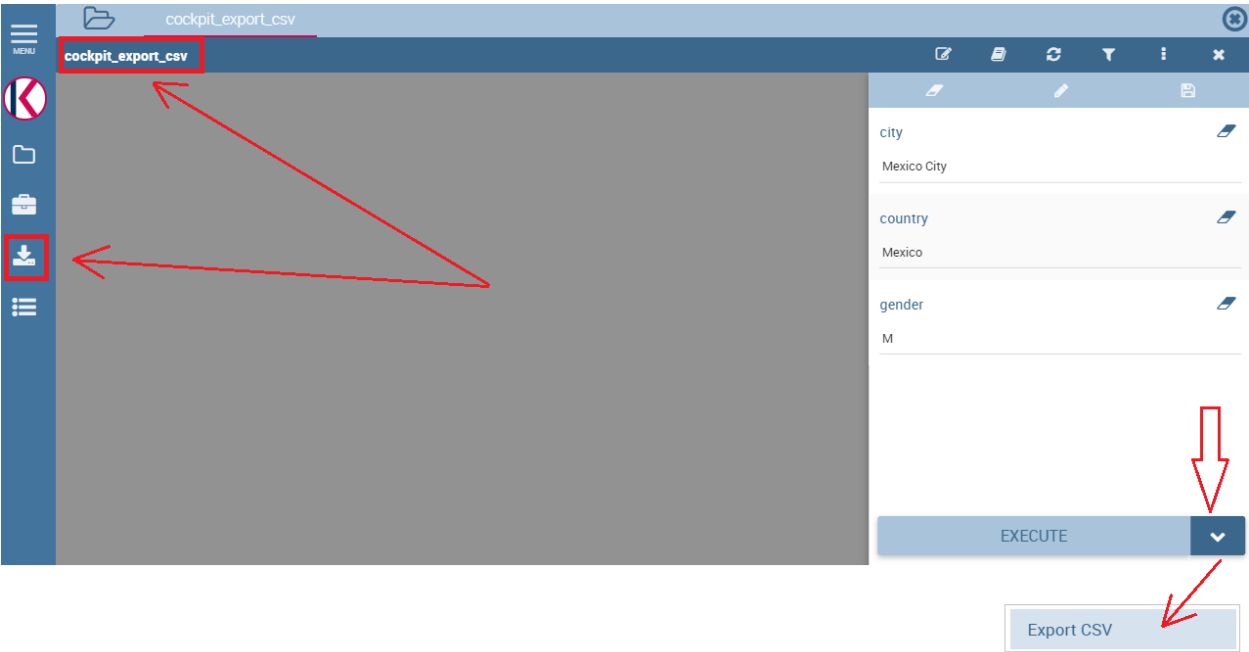 cockpit_export_csv
MENU
cockpit_export_csv
city
Mexico City
country
Mexico
gender
M
EXECUTE
Export CSV